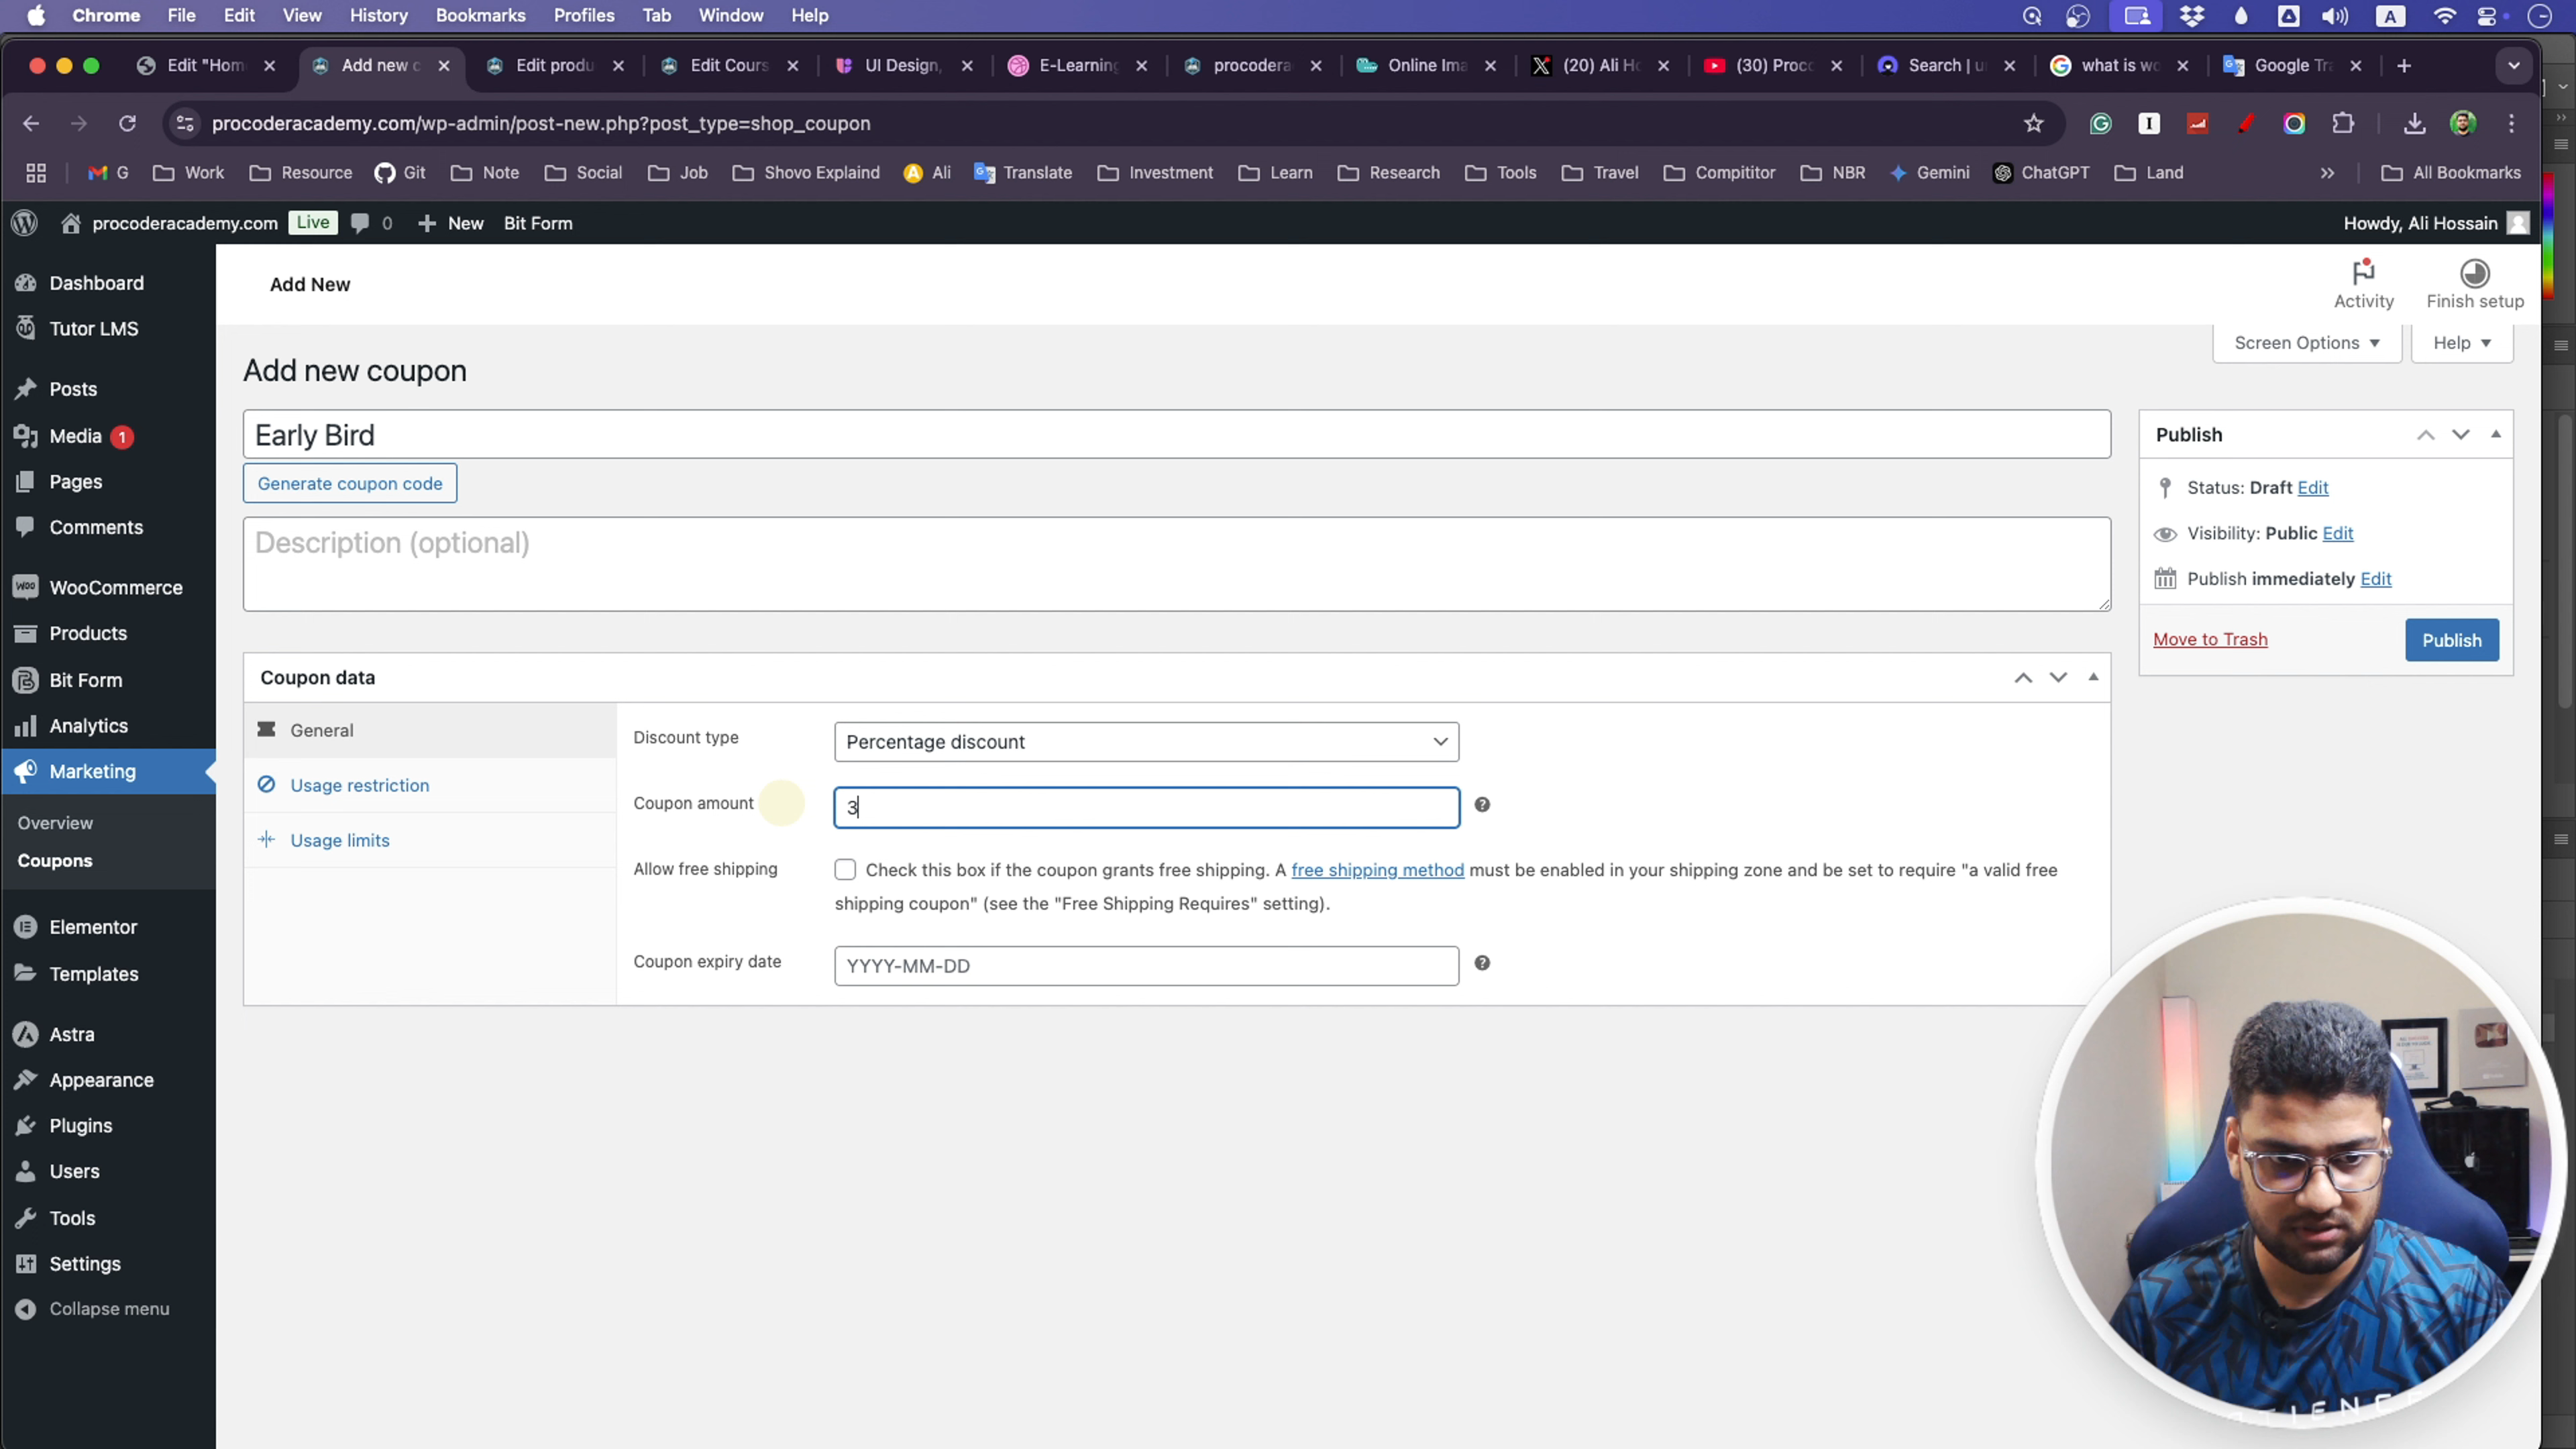 Chrome File Edit View History Bookmarks Profiles Tab Window Help
Edit "Hom Add new c Edit produ Edit Cours UI Design, E-Learning procodera Online Ima (20) Ali Ho (30) Proco Search | u what is wo Google Tra
procoderacademy.com/wp-admin/post-new.php?post_type=shop_coupon
G Work Resource Git Note Social Job Shovo Explaind Ali Translate Investment Learn Research Tools Travel Compititor NBR Gemini ChatGPT Land All Bookmarks
procoderacademy.com Live 0 New Bit Form Howdy, Ali Hossain
Add New
Activity
Finish setup
Screen Options
Help
Dashboard
Tutor LMS
Posts
Media 1
Pages
Comments
WooCommerce
Products
Bit Form
Analytics
Marketing
Overview
Coupons
Elementor
Templates
Astra
Appearance
Plugins
Users
Tools
Settings
Collapse menu
Add new coupon
Early Bird
Generate coupon code
Description (optional)
Coupon data
General
Usage restriction
Usage limits
Discount type Percentage discount
Coupon amount 3
Allow free shipping Check this box if the coupon grants free shipping. A free shipping method must be enabled in your shipping zone and be set to require "a valid free
shipping coupon" (see the "Free Shipping Requires" setting).
Coupon expiry date YYYY-MM-DD
Publish
Status: Draft Edit
Visibility: Public Edit
Publish immediately Edit
Move to Trash Publish